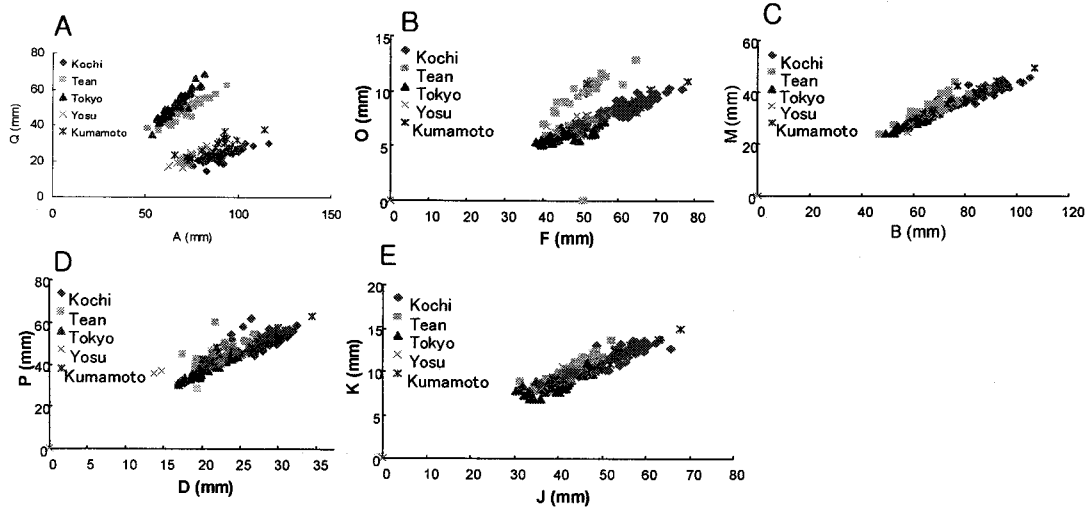 A
Q (mm)
80
60
40
20
0
Kochi
Tean
Tokyo
Yosu
Kumamoto
0 50 100 150
A (mm)
B
O (mm)
15
10
5
0
Kochi
Tean
Tokyo
Yosu
Kumamoto
0 10 20 30 40 50 60 70 80
F (mm)
C
M (mm)
60
40
20
0
Kochi
Tean
Tokyo
Yosu
Kumamoto
0 20 40 60 80 100 120
B (mm)
D
P (mm)
80
60
40
20
0
Kochi
Tean
Tokyo
Yosu
Kumamoto
0 5 10 15 20 25 30 35
D (mm)
E
K (mm)
20
15
10
5
0
Kochi
Tean
Tokyo
Yosu
Kumamoto
0 10 20 30 40 50 60 70 80
J (mm)